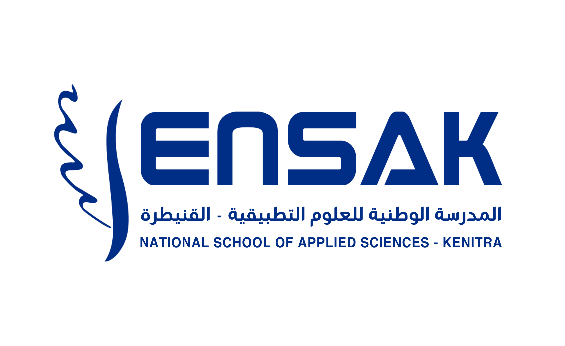 ENSAK
المدرسة الوطنية للعلوم التطبيقية - القنيطرة
NATIONAL SCHOOL OF APPLIED SCIENCES - KENITRA